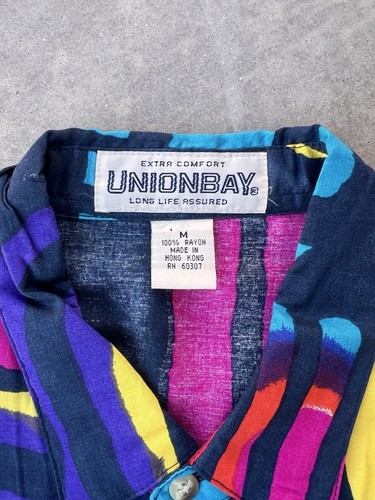 EXTRA COMFORT
UNIONBAY®
LONG LIFE ASSURED
M
100% RAYON
MADE IN
HONG KONG
RN 60307